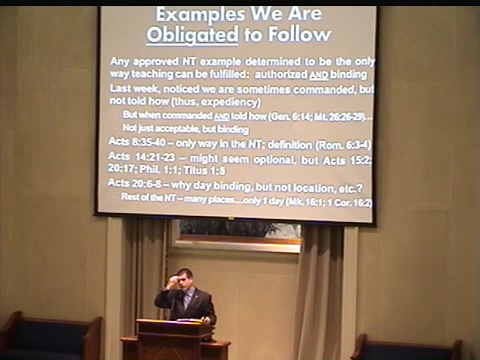 Examples We Are
Obligated to Follow
Any approved NT example determined to be the only
way teaching can be fulfilled: authorized AND binding
Last week, noticed we are sometimes commanded, but
not told how (thus, expediency)
But when commanded AND told how (Gen. 6:14; Mt. 26:26-29)...
Not just acceptable, but binding
Acts 8:35-40 – only way in the NT; definition (Rom. 6:3-4)
Acts 14:21-23 – might seem optional, but Acts 15:2;
20:17; Phil. 1:1; Titus 1:5
Acts 20:6-8 – why day binding, but not location, etc.?
Rest of the NT – many places...only 1 day (Mk. 16:1; 1 Cor. 16:2)